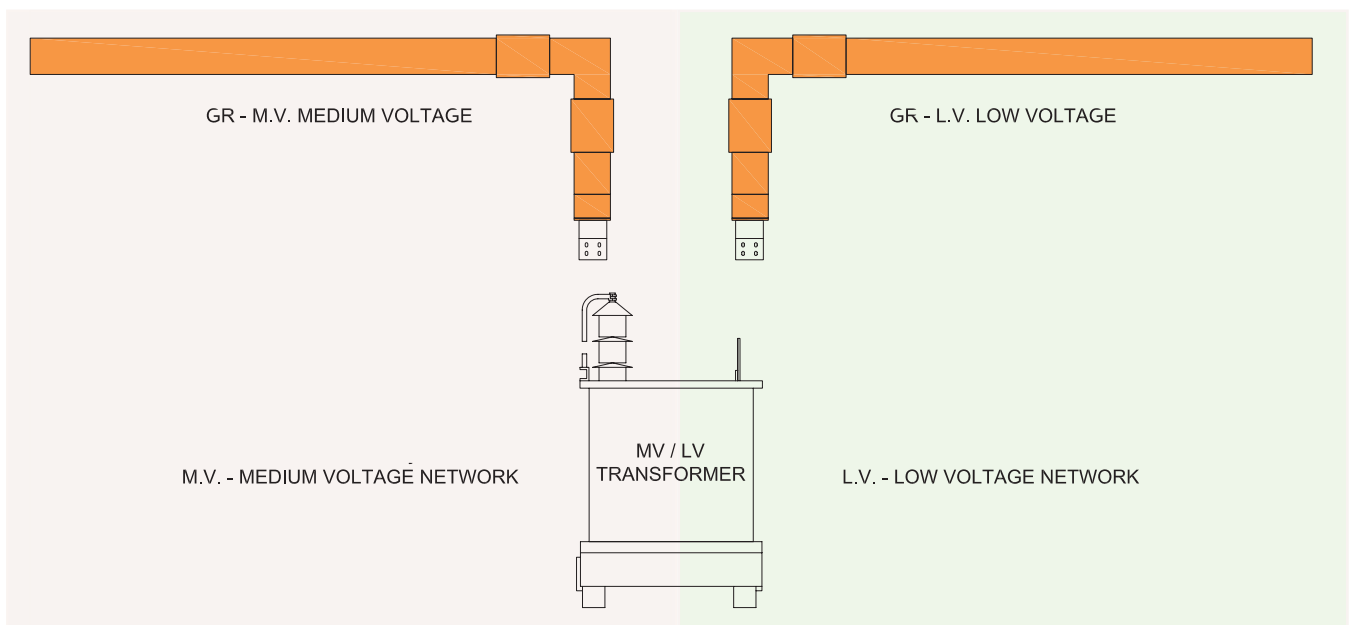 GR - M.V. MEDIUM VOLTAGE
GR - L.V. LOW VOLTAGE
M.V. - MEDIUM VOLTAGE NETWORK
MV / LV
TRANSFORMER
L.V. - LOW VOLTAGE NETWORK